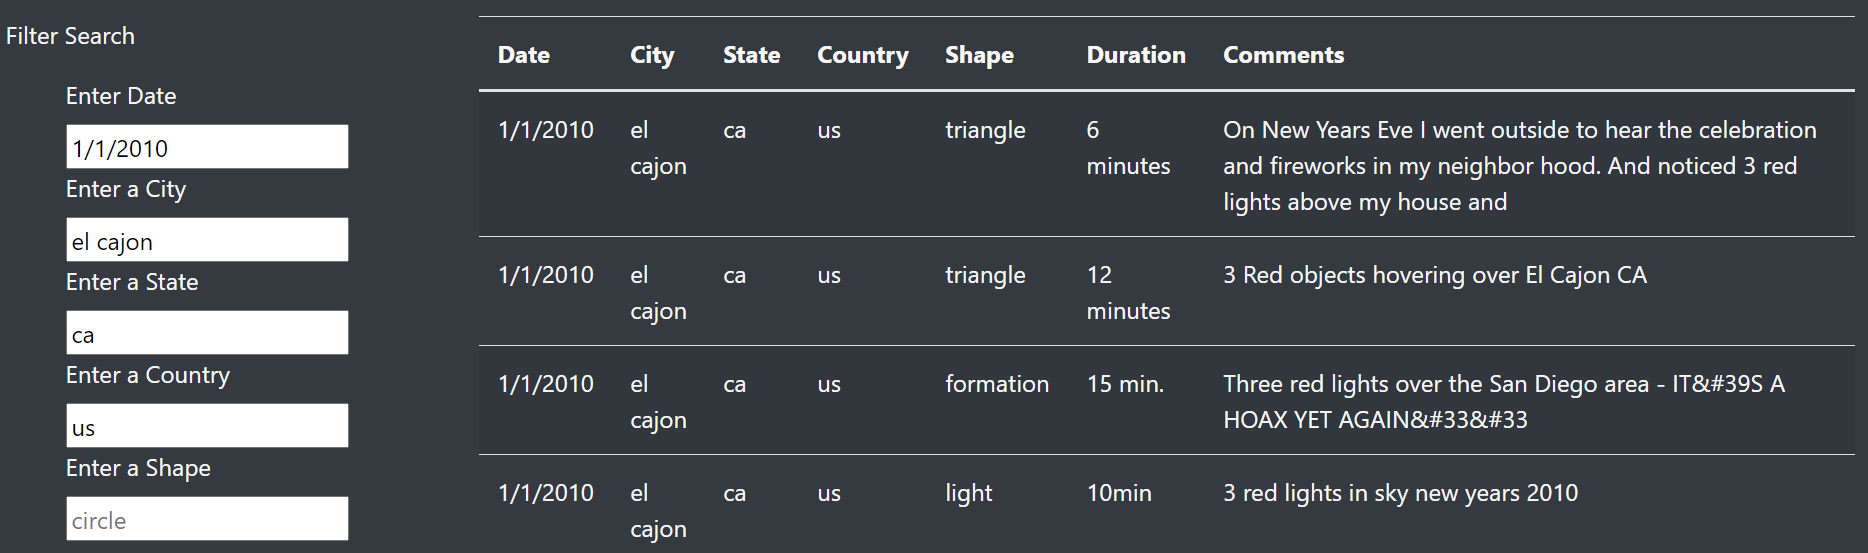 Filter Search
Enter Date
1/1/2010
Enter a City
el cajon
Enter a State
ca
Enter a Country
us
Enter a Shape
circle
Date City State Country Shape Duration Comments
1/1/2010 el ca us triangle 6 On New Years Eve I went outside to hear the celebration
cajon minutes and fireworks in my neighbor hood. And noticed 3 red
lights above my house and
1/1/2010 el ca us triangle 12 3 Red objects hovering over El Cajon CA
cajon minutes
1/1/2010 el ca us formation 15 min. Three red lights over the San Diego area - IT&#39S A
cajon HOAX YET AGAIN&#33&#33
1/1/2010 el ca us light 10min 3 red lights in sky new years 2010
cajon